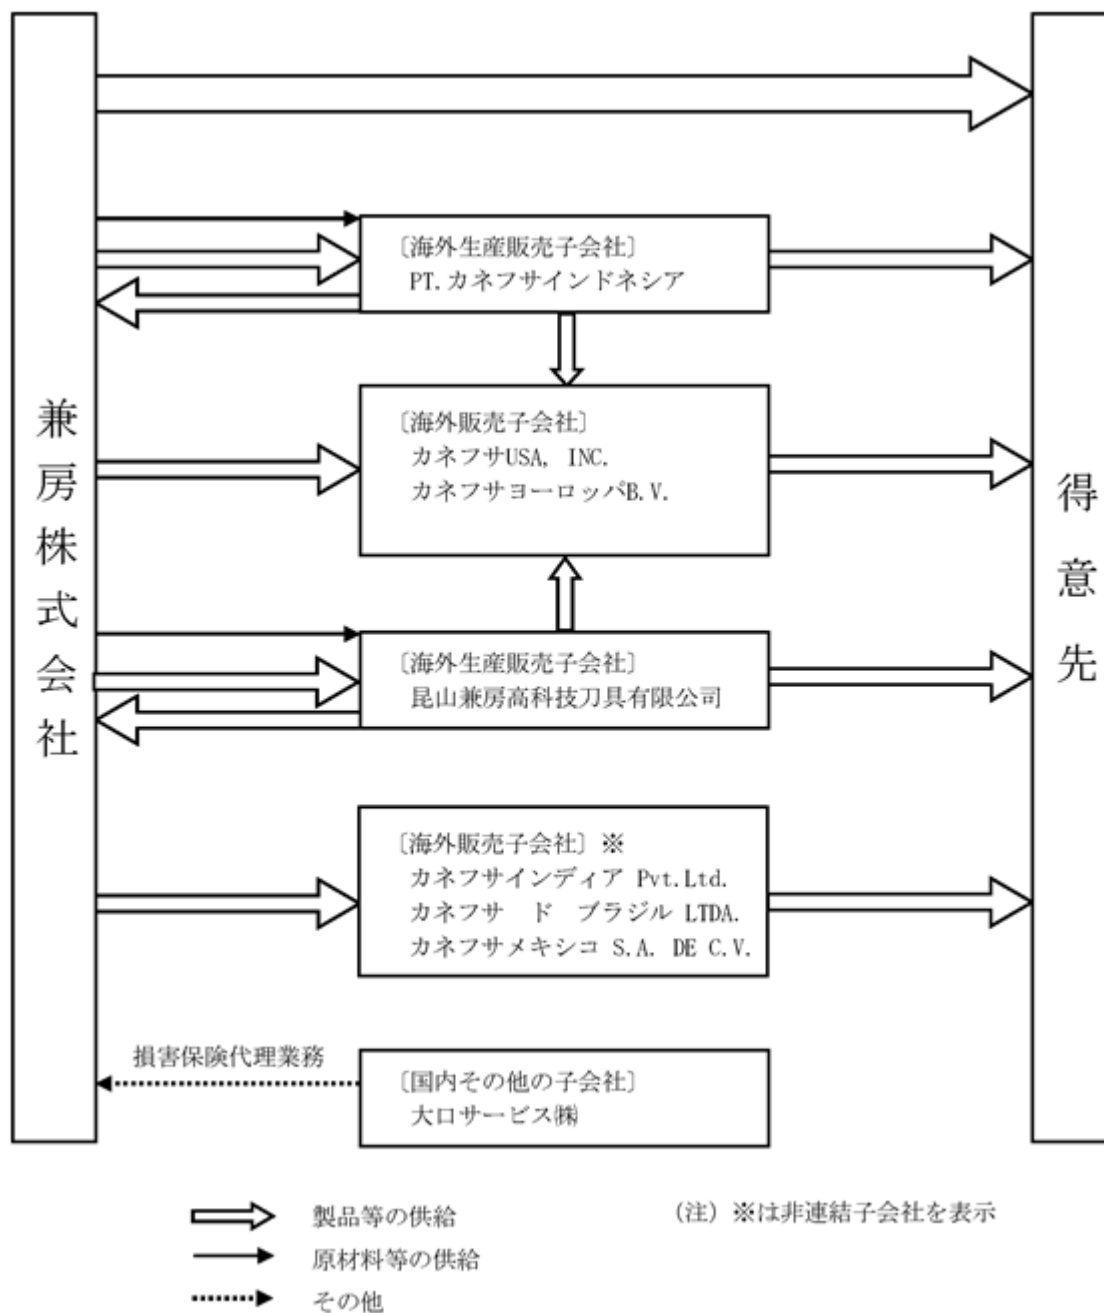 兼房株式会社
〔海外生産販売子会社〕
PT.カネフサインドネシア
〔海外販売子会社〕
カネフサUSA, INC.
カネフサヨーロッパB.V.
〔海外生産販売子会社〕
昆山兼房高科技刀具有限公司
〔海外販売子会社〕※
カネフサインディア Pvt.Ltd.
カネフサ ド ブラジル LTDA.
カネフサメキシコ S.A. DE C.V.
損害保険代理業務
〔国内その他の子会社〕
大口サービス㈱
得意先
製品等の供給
原材料等の供給
その他
(注) ※は非連結子会社を表示